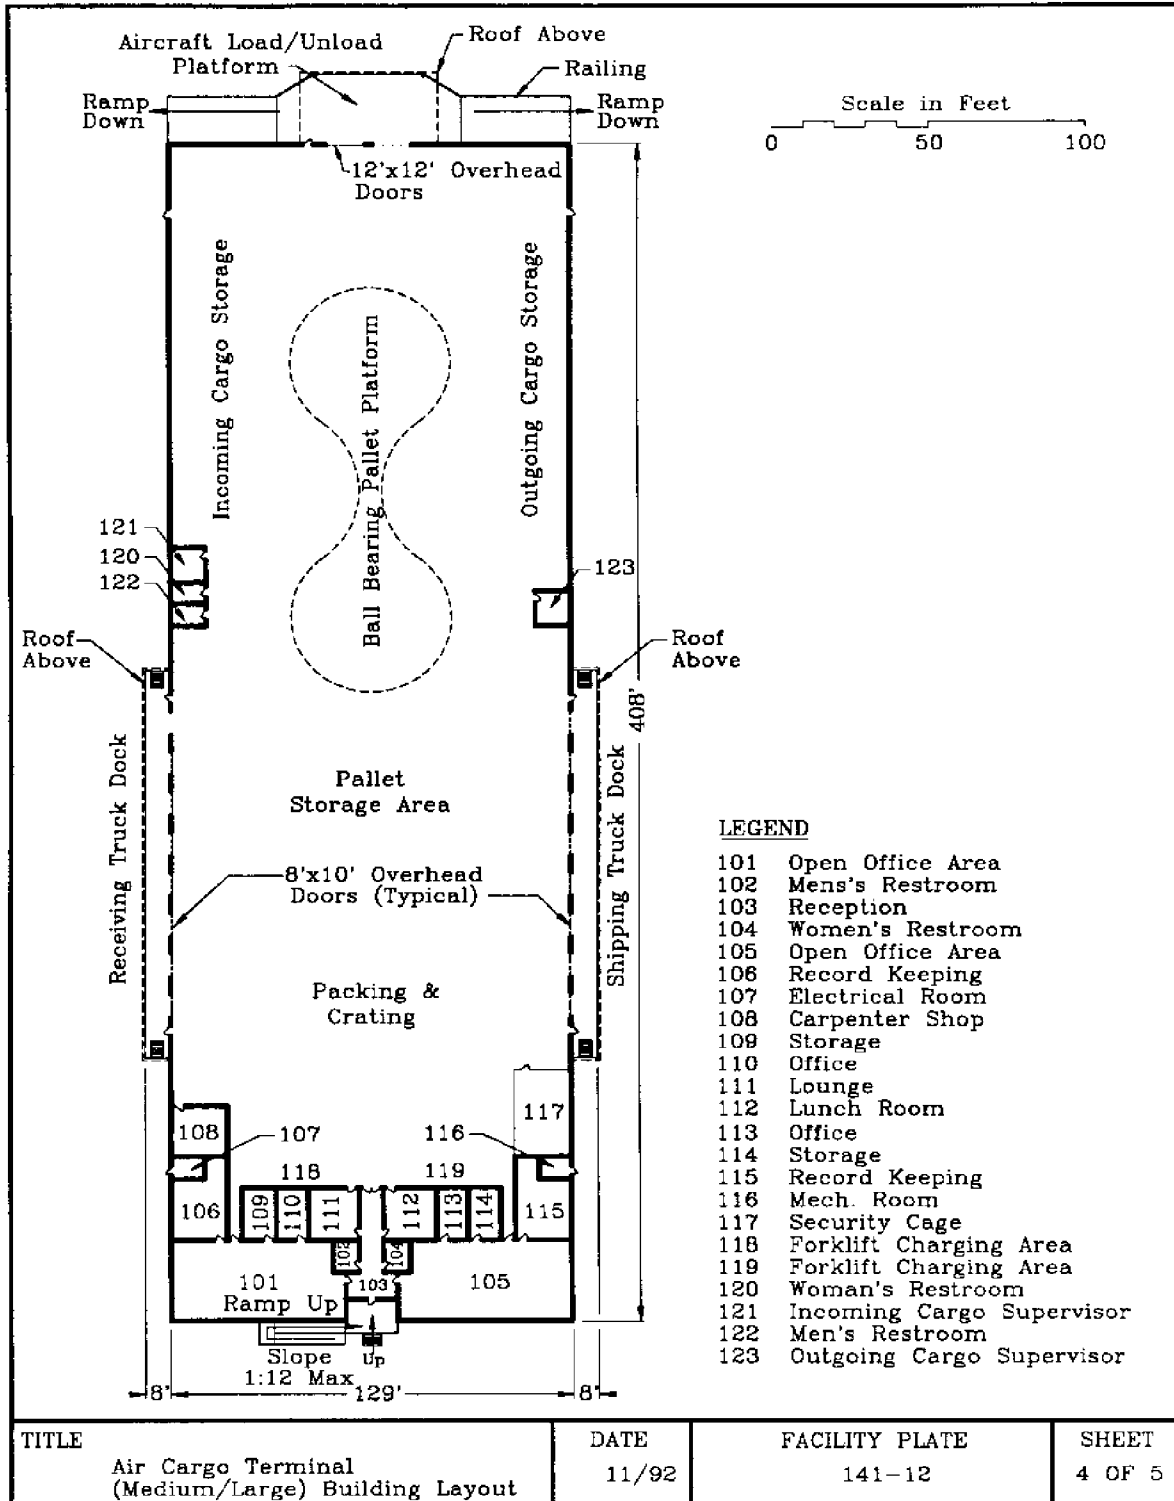 Aircraft Load/Unload
Platform
Roof Above
Railing
Ramp
Down
Ramp
Down
Scale in Feet
0 50 100
12'x12' Overhead
Doors
Incoming Cargo Storage
Outgoing Cargo Storage
Ball Bearing Pallet Platform
121
120
122
123
Roof
Above
Roof
Above
408'
Receiving Truck Dock
Shipping Truck Dock
Pallet
Storage Area
8'x10' Overhead
Doors (Typical)
Packing &
Crating
108
107
116
117
118
119
106
109
110
111
112
113
114
115
102
104
101
103
105
Ramp Up
Slope
1:12 Max
Up
8'
129'
8'
LEGEND
101 Open Office Area
102 Mens's Restroom
103 Reception
104 Women's Restroom
105 Open Office Area
106 Record Keeping
107 Electrical Room
108 Carpenter Shop
109 Storage
110 Office
111 Lounge
112 Lunch Room
113 Office
114 Storage
115 Record Keeping
116 Mech. Room
117 Security Cage
118 Forklift Charging Area
119 Forklift Charging Area
120 Woman's Restroom
121 Incoming Cargo Supervisor
122 Men's Restroom
123 Outgoing Cargo Supervisor
TITLE
Air Cargo Terminal
(Medium/Large) Building Layout
DATE
11/92
FACILITY PLATE
141-12
SHEET
4 OF 5